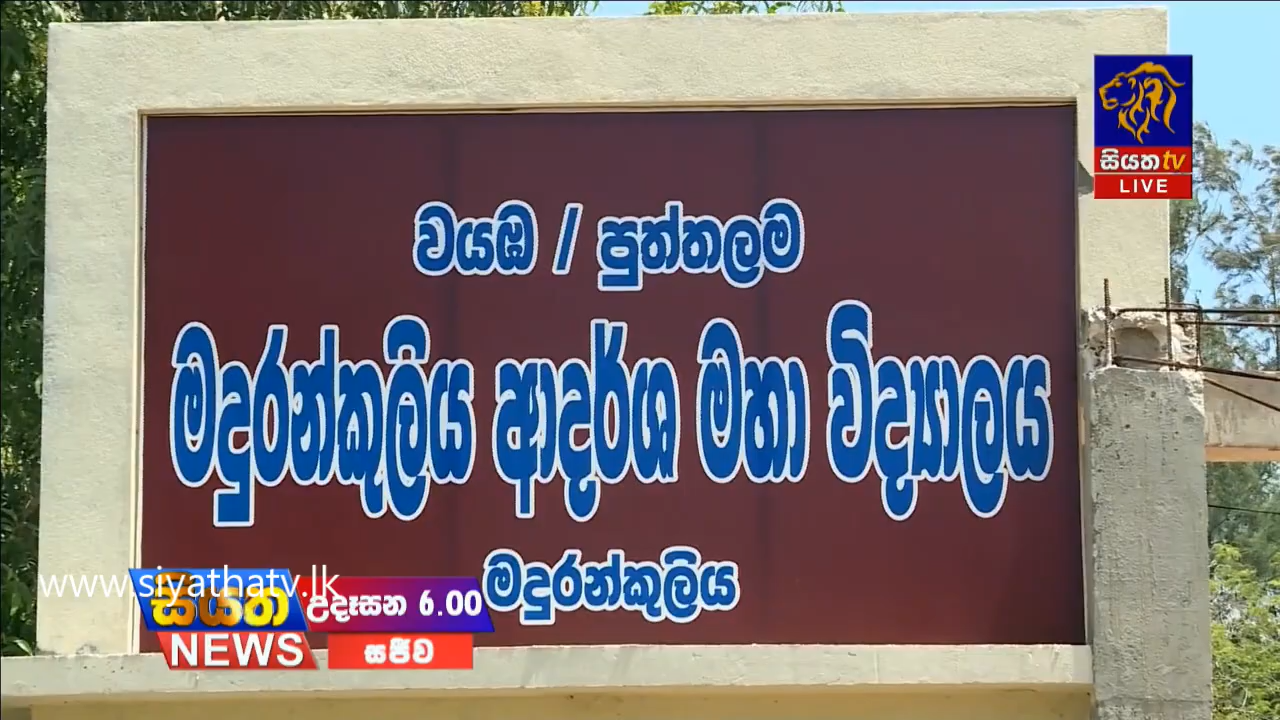 සියත tv
LIVE
වයඹ / පුත්තලම
මදුරන්කුලිය ආදර්ශ මහා විද්‍යාලය
මදුරන්කුලිය
www.siyathatv.lk
සියත උදෑසන 6.00
NEWS සජීව